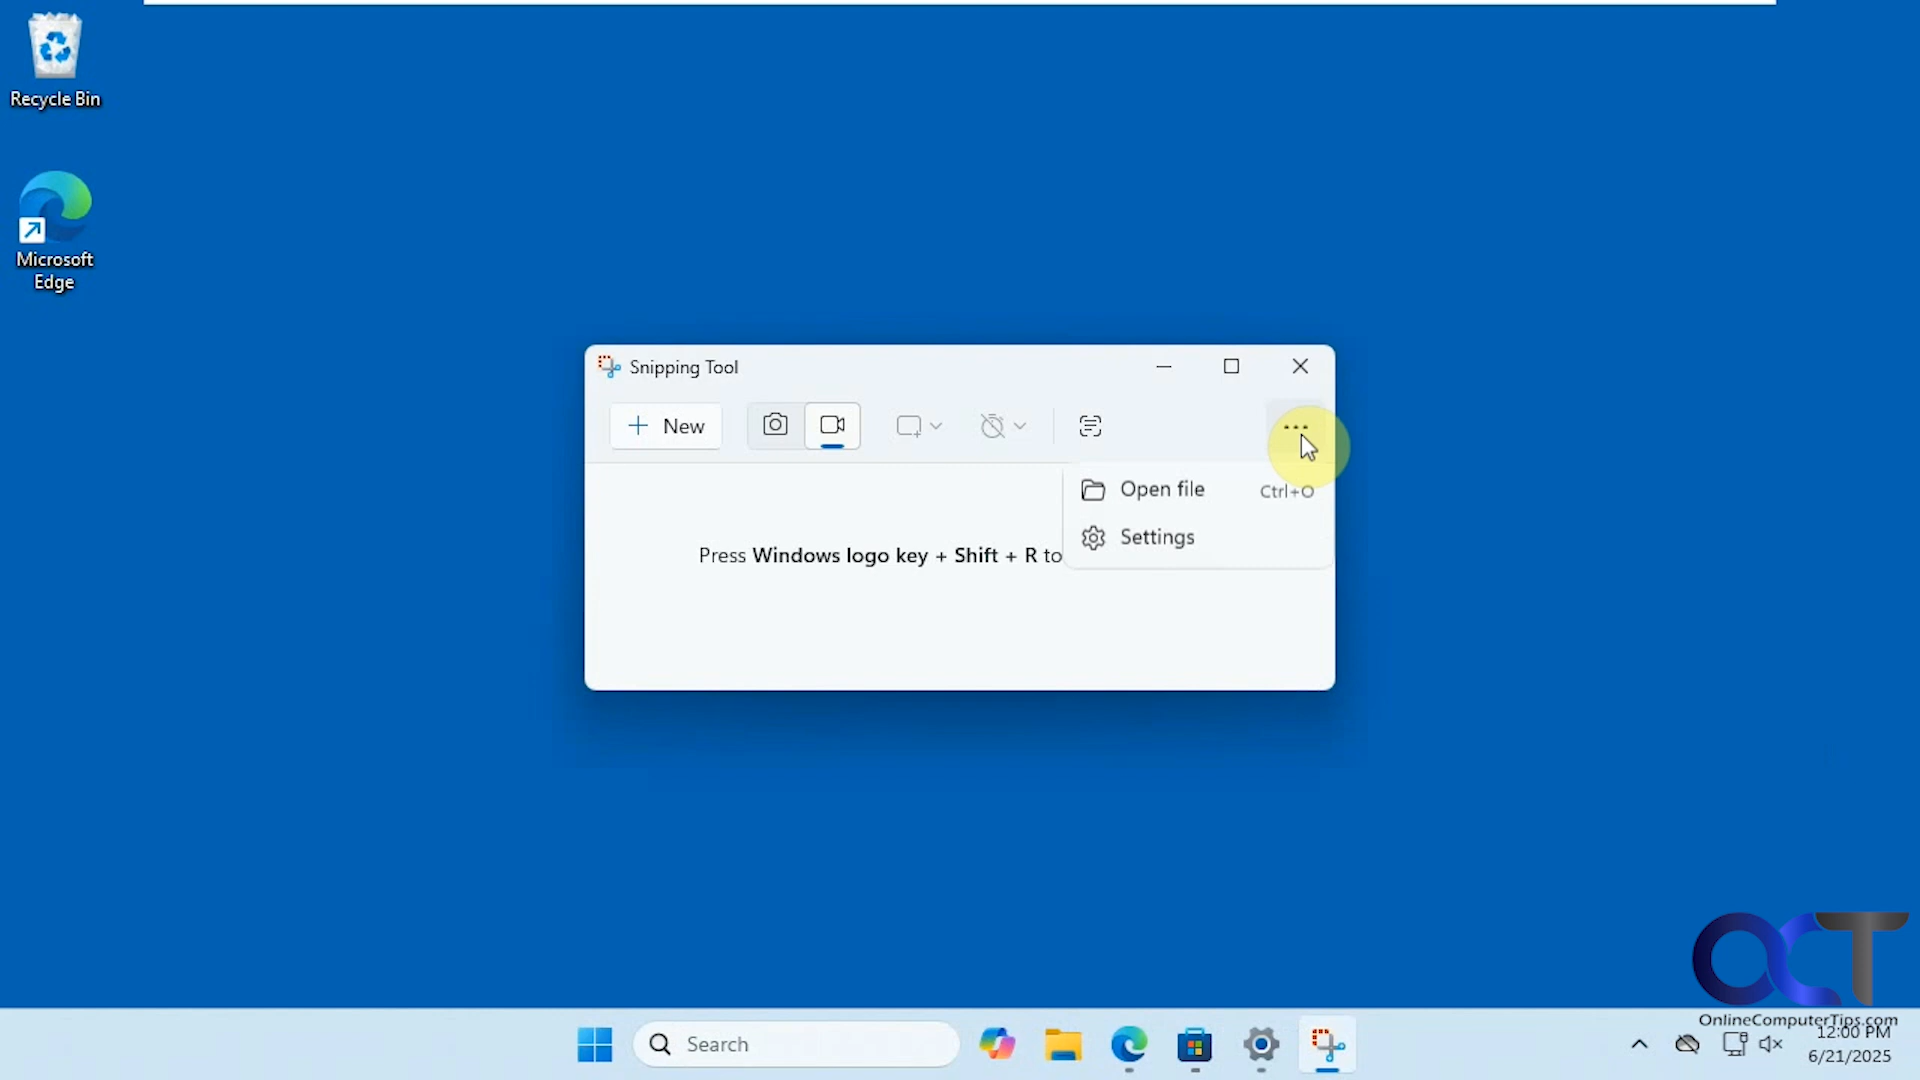 Recycle Bin
Microsoft
Edge
Snipping Tool
New
Open file Ctrl+O
Settings
Press Windows logo key + Shift + R to
OCT
OnlineComputerTips.com
Search
12:00 PM
6/21/2025